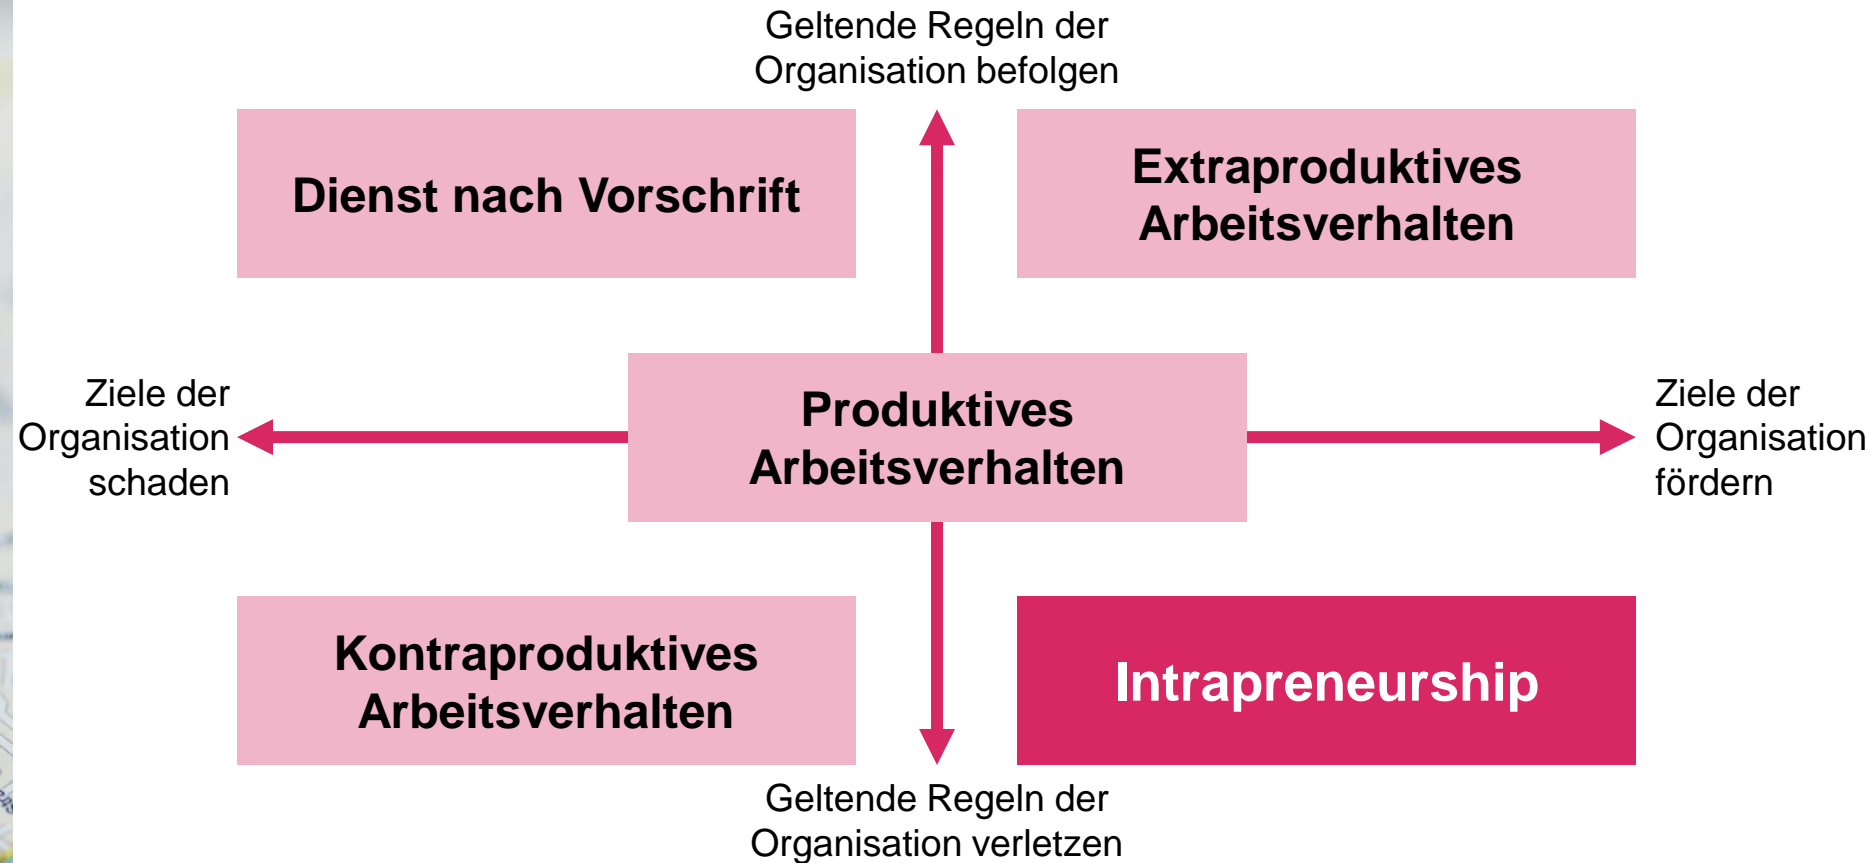 Geltende Regeln der
Organisation befolgen
Dienst nach Vorschrift
Extraproduktives
Arbeitsverhalten
Ziele der
Organisation
schaden
Produktives
Arbeitsverhalten
Ziele der
Organisation
fördern
Kontraproduktives
Arbeitsverhalten
Intrapreneurship
Geltende Regeln der
Organisation verletzen